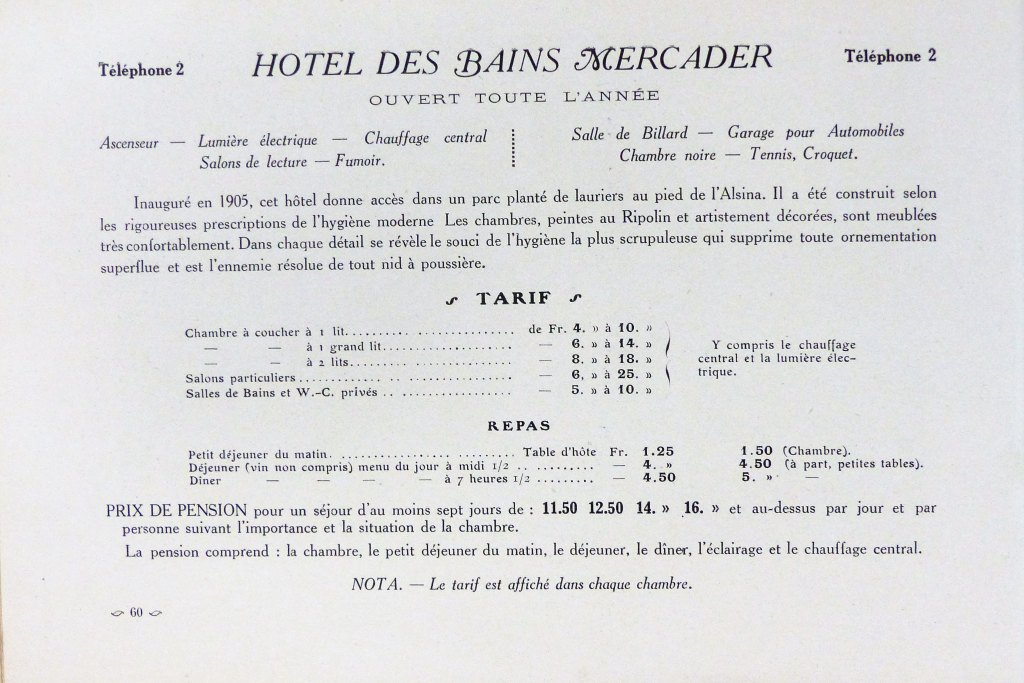 Téléphone 2 HOTEL DES BAINS MERCADER Téléphone 2
OUVERT TOUTE L'ANNÉE
Ascenseur — Lumière électrique — Chauffage central
Salons de lecture — Fumoir.
Salle de Billard — Garage pour Automobiles
Chambre noire — Tennis, Croquet.
Inauguré en 1905, cet hôtel donne accès dans un parc planté de lauriers au pied de l'Alsina. Il a été construit selon
les rigoureuses prescriptions de l'hygiène moderne Les chambres, peintes au Ripolin et artistement décorées, sont meublées
très confortablement. Dans chaque détail se révèle le souci de l'hygiène la plus scrupuleuse qui supprime toute ornementation
superflue et est l'ennemie résolue de tout nid à poussière.
TARIF
Chambre à coucher à 1 lit.......... ............... de Fr. 4. » à 10. »
— — à 1 grand lit.................... — 6. » à 14. »
— — à 2 lits......................... — 8. » à 18. »
Salons particuliers............ .. ................ — 6, » à 25. »
Salles de Bains et W.-C. privés .. ................. — 5. » à 10. »
Y compris le chauffage
central et la lumière élec-
trique.
REPAS
Petit déjeuner du matin. ................. ......... Table d'hôte Fr. 1.25 1.50 (Chambre).
Déjeuner (vin non compris) menu du jour à midi 1/2 .. ......... — 4. » 4.50 (à part, petites tables).
Dîner — — — — à 7 heures 1/2 ......... — 4.50 5. » —
PRIX DE PENSION pour un séjour d'au moins sept jours de : 11.50 12.50 14. » 16. » et au-dessus par jour et par
personne suivant l'importance et la situation de la chambre.
La pension comprend : la chambre, le petit déjeuner du matin, le déjeuner, le dîner, l'éclairage et le chauffage central.
NOTA. — Le tarif est affiché dans chaque chambre.
60